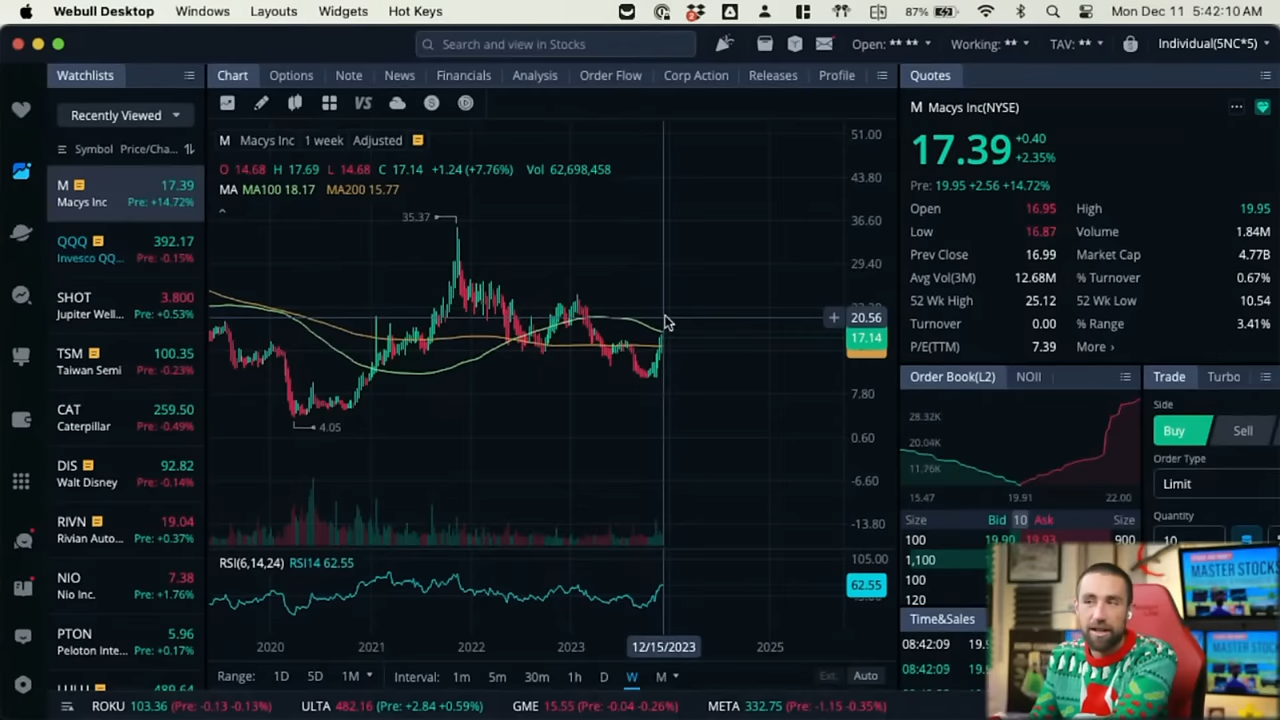 Webull Desktop Windows Layouts Widgets Hot Keys 2 87% Mon Dec 11 5:42:10 AM
Search and view in Stocks Open: ** ** Working: ** TAV: ** Individual(5NC*5)
Watchlists
Recently Viewed
Symbol Price/Cha...
M 17.39
Macys Inc Pre: +14.72%
QQQ 392.17
Invesco QQ... Pre: -0.15%
SHOT 3.800
Jupiter Well... Pre: +0.53%
TSM 100.35
Taiwan Semi Pre: -0.23%
CAT 259.50
Caterpillar Pre: -0.49%
DIS 92.82
Walt Disney Pre: -0.14%
RIVN 19.04
Rivian Auto... Pre: +0.37%
NIO 7.38
Nio Inc. Pre: +1.76%
PTON 5.96
Peloton Inte... Pre: +0.17%
LULU 489.64
Chart Options Note News Financials Analysis Order Flow Corp Action Releases Profile
VS S
M Macys Inc 1 week Adjusted
O 14.68 H 17.69 L 14.68 C 17.14 +1.24 (+7.76%) Vol 62,698,458
MA MA100 18.17 MA200 15.77
35.37
4.05
51.00
43.80
36.60
29.40
20.56
17.14
7.80
0.60
-6.60
-13.80
RSI(6,14,24) RSI14 62.55
105.00
62.55
2020 2021 2022 2023 12/15/2023 2025
Range: 1D 5D 1M Interval: 1m 5m 30m 1h D W M Ext. Auto
Quotes
M Macys Inc(NYSE)
17.39 +0.40
+2.35%
Pre: 19.95 +2.56 +14.72%
Open 16.95 High 19.95
Low 16.87 Volume 1.84M
Prev Close 16.99 Market Cap 4.77B
Avg Vol(3M) 12.68M % Turnover 0.67%
52 Wk High 25.12 52 Wk Low 10.54
Turnover 0.00 % Range 3.41%
P/E(TTM) 7.39 More
Order Book(L2) NOII
28.32K
20.04K
11.76K
15.47 19.91 22.00
Size Bid 10 Ask Size
100 19.90 19.93 900
1,100
100
120
Time&Sales
08:42:09
08:42:09
Trade Turbo
Side
Buy Sell
Order Type
Limit
Quantity
10
MASTER STOCKS
ROKU 103.36 (Pre: -0.13 -0.13%) ULTA 482.16 (Pre: +2.84 +0.59%) GME 15.55 (Pre: -0.04 -0.26%) META 332.75 (Pre: -1.15 -0.35%)